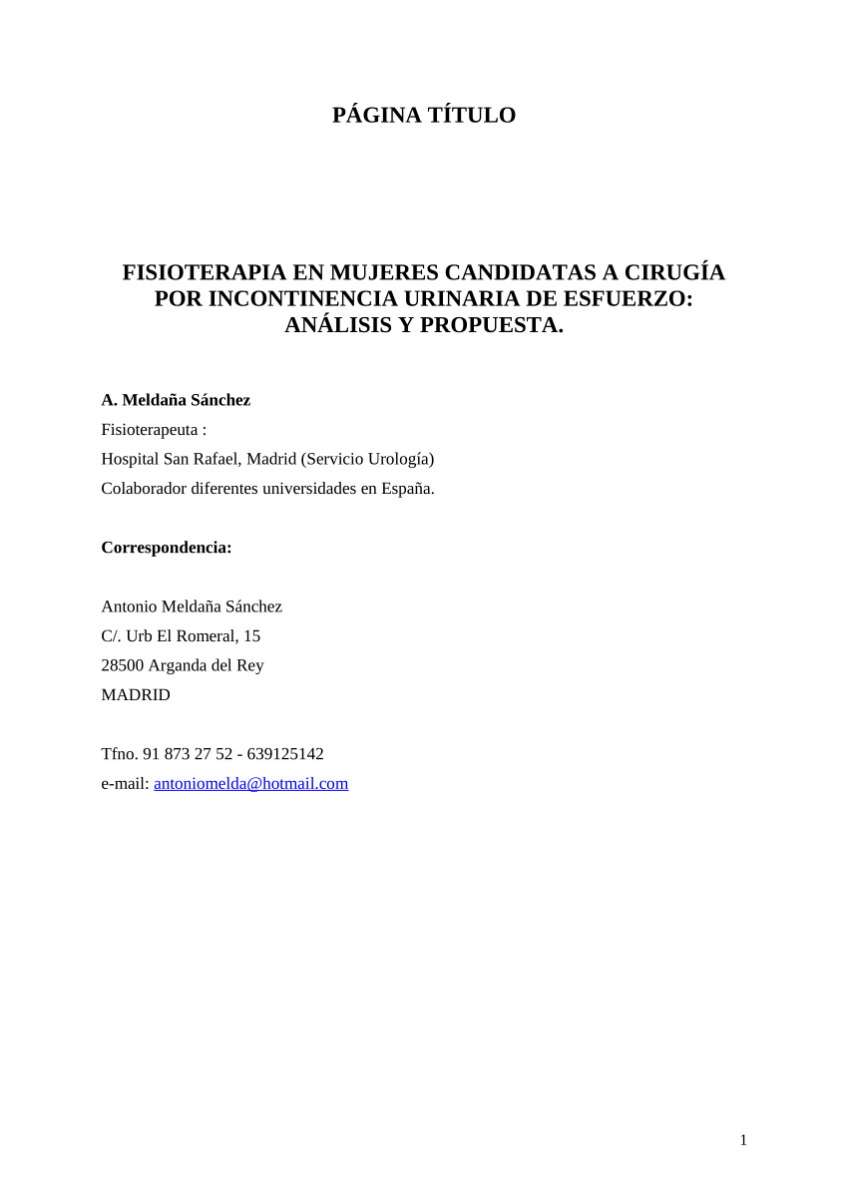 PÁGINA TÍTULO
FISIOTERAPIA EN MUJERES CANDIDATAS A CIRUGÍA
POR INCONTINENCIA URINARIA DE ESFUERZO:
ANÁLISIS Y PROPUESTA.
A. Meldaña Sánchez
Fisioterapeuta :
Hospital San Rafael, Madrid (Servicio Urología)
Colaborador diferentes universidades en España.
Correspondencia:
Antonio Meldaña Sánchez
C/. Urb El Romeral, 15
28500 Arganda del Rey
MADRID
Tfno. 91 873 27 52 - 639125142
e-mail: antoniomelda@hotmail.com
1